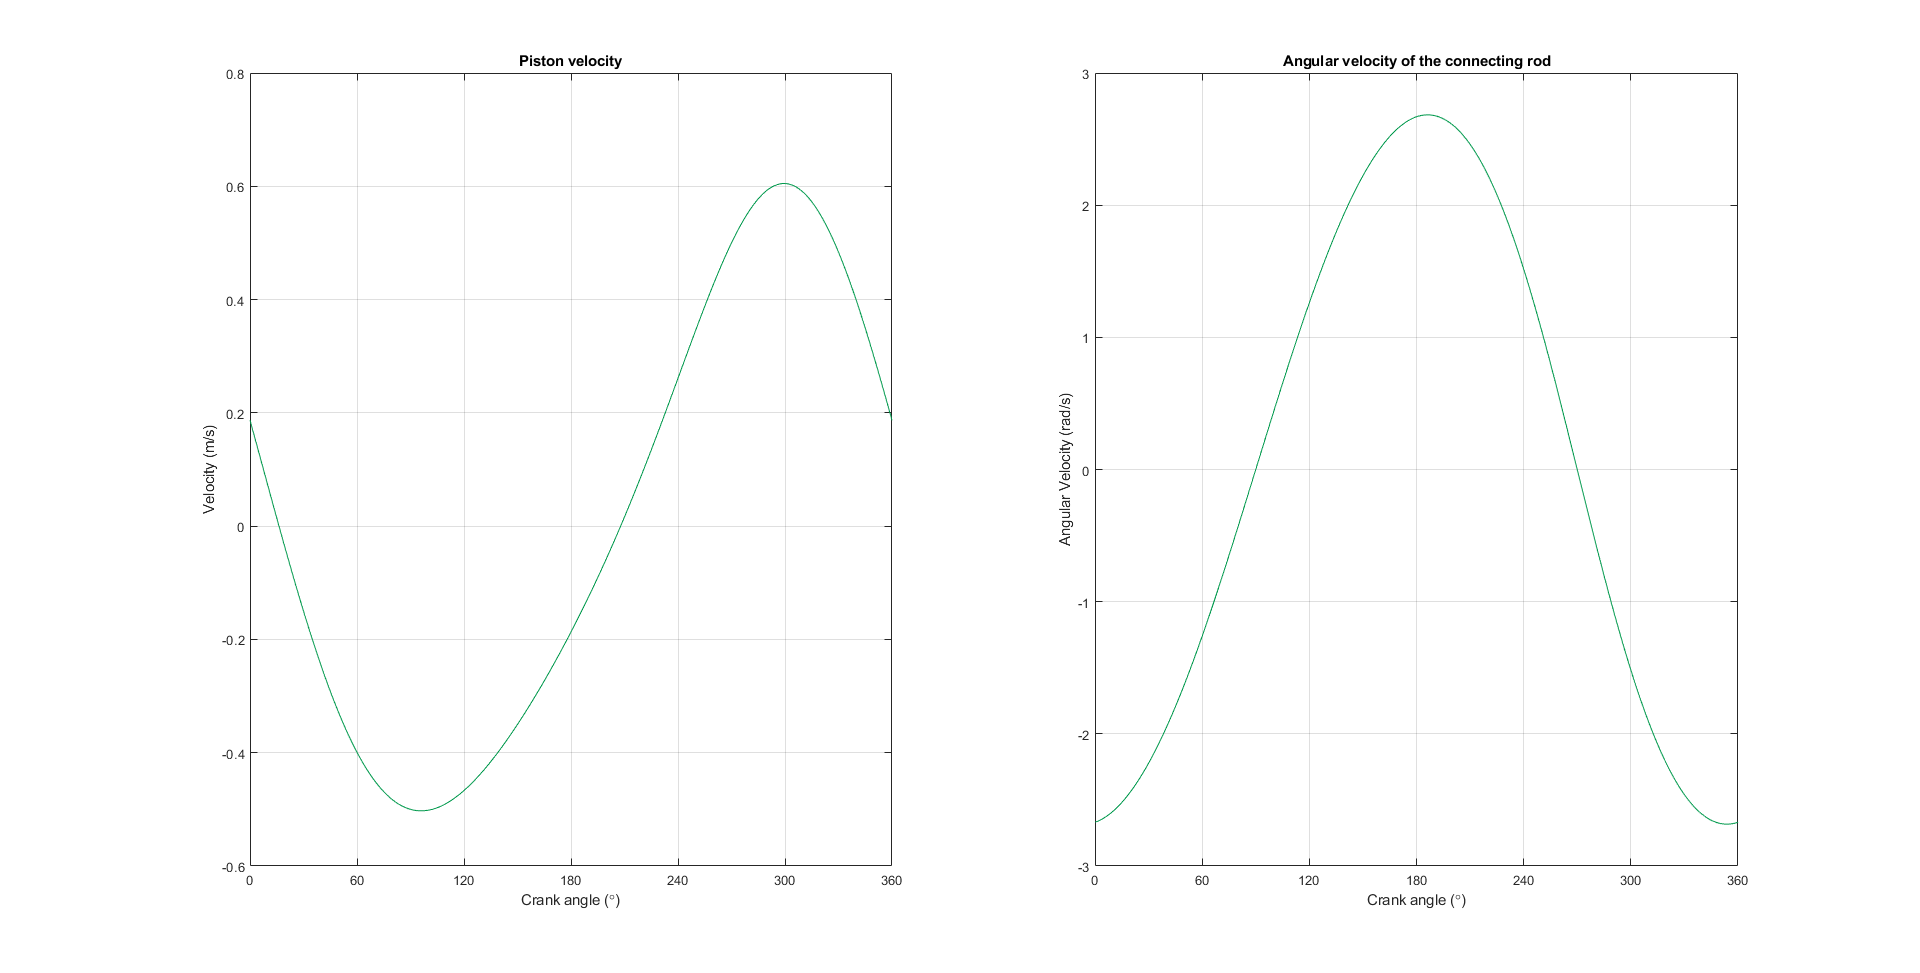 Piston velocity
0.8
0.6
0.4
0.2
0
-0.2
-0.4
-0.6
Velocity (m/s)
0 60 120 180 240 300 360
Crank angle (°)
Angular velocity of the connecting rod
3
2
1
0
-1
-2
-3
Angular Velocity (rad/s)
0 60 120 180 240 300 360
Crank angle (°)